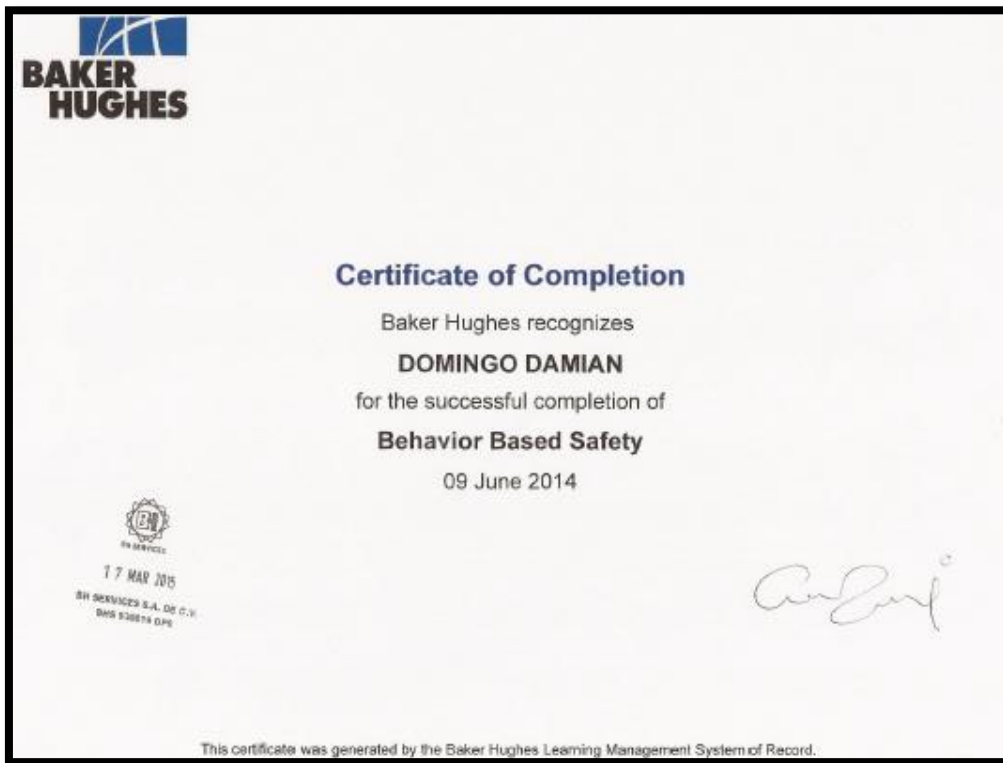 BAKER
HUGHES
Certificate of Completion
Baker Hughes recognizes
DOMINGO DAMIAN
for the successful completion of
Behavior Based Safety
09 June 2014
BH SERVICES
17 MAR 2015
BH SERVICES S.A. DE C.V.
This certificate was generated by the Baker Hughes Learning Management System of Record.